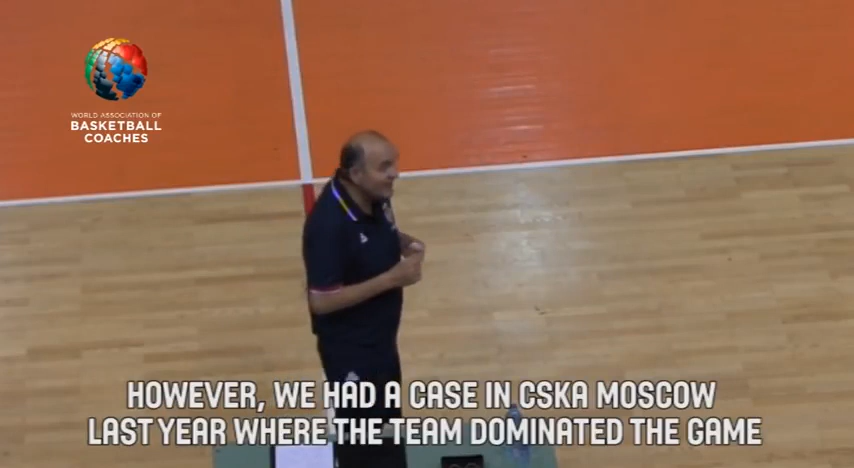 WORLD ASSOCIATION OF
BASKETBALL
COACHES
HOWEVER, WE HAD A CASE IN CSKA MOSCOW
LAST YEAR WHERE THE TEAM DOMINATED THE GAME